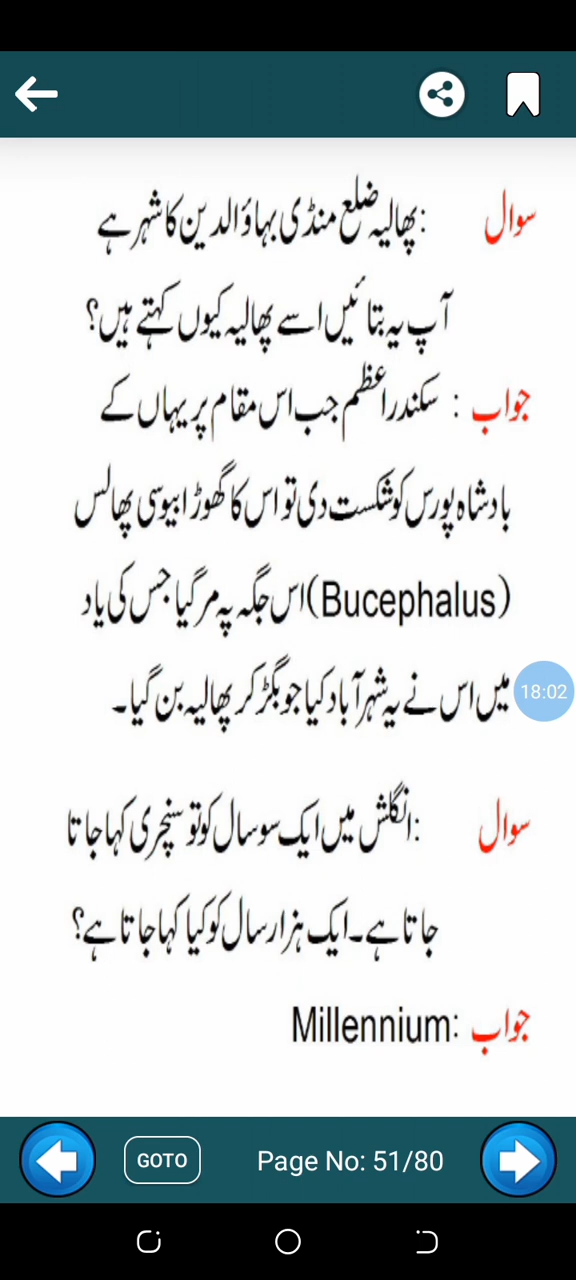 سوال :پھالیہ ضلع منڈی بہاؤالدین کا شہر ہے
آپ یہ بتائیں اسے پھالیہ کیوں کہتے ہیں؟
جواب : سکندراعظم جب اس مقام پر یہاں کے
بادشاہ پورس کو شکست دی تو اس کا گھوڑا بیوسی پھالس
(Bucephalus) اس جگہ پہ مر گیا جس کی یاد
میں اس نے یہ شہر آباد کیا جو بگڑ کر پھالیہ بن گیا۔
18:02
سوال :انگلش میں ایک سو سال کو تو سنچری کہا جاتا
جاتا ہے۔ ایک ہزار سال کو کیا کہا جاتا ہے؟
جواب :Millennium
GOTO
Page No: 51/80